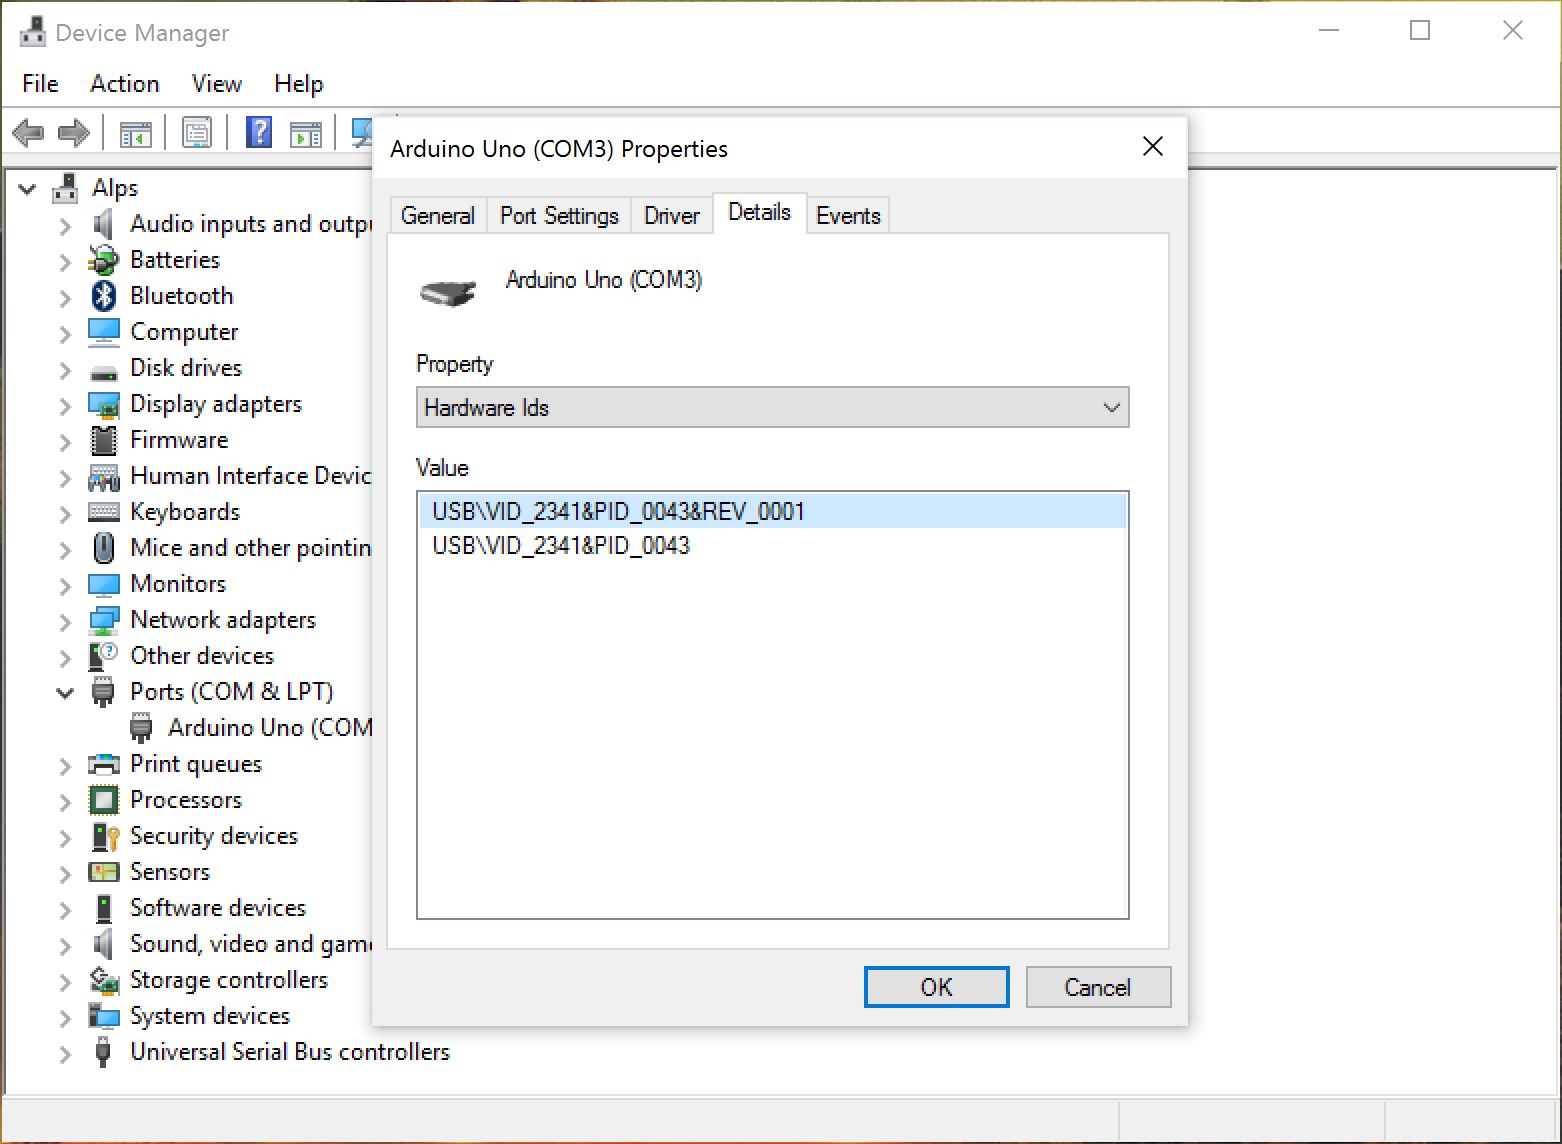 Device Manager
File Action View Help
Alps
Audio inputs and outpu
Batteries
Bluetooth
Computer
Disk drives
Display adapters
Firmware
Human Interface Devic
Keyboards
Mice and other pointin
Monitors
Network adapters
Other devices
Ports (COM & LPT)
Arduino Uno (COM
Print queues
Processors
Security devices
Sensors
Software devices
Sound, video and game
Storage controllers
System devices
Universal Serial Bus controllers
Arduino Uno (COM3) Properties
General Port Settings Driver Details Events
Arduino Uno (COM3)
Property
Hardware Ids
Value
USB\VID_2341&PID_0043&REV_0001
USB\VID_2341&PID_0043
OK Cancel